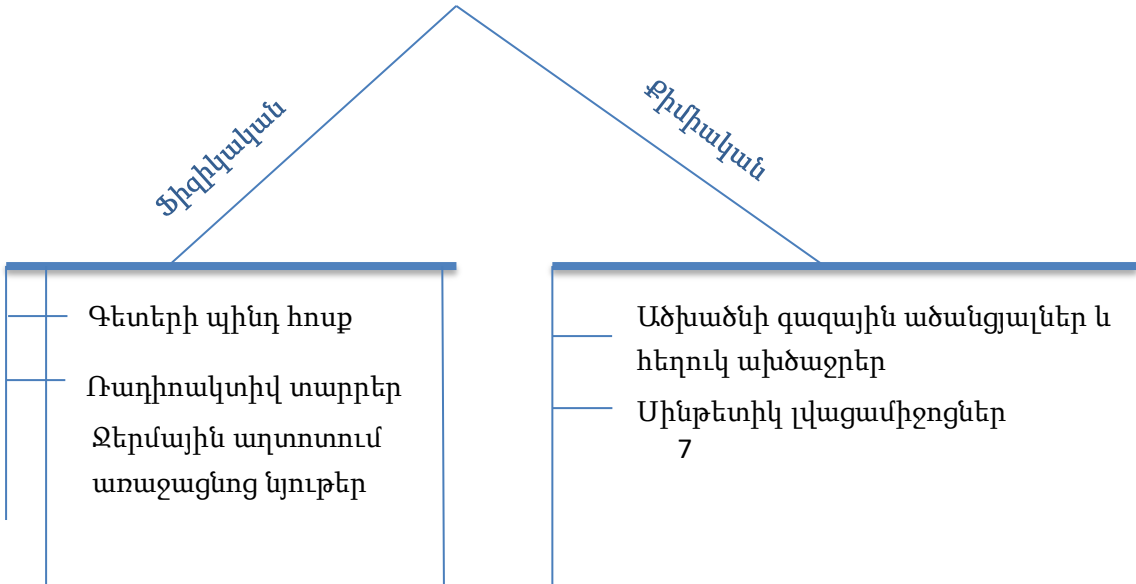 Ֆիզիկական
Քիմիական
Գետերի պինդ հոսք
Ռադիոակտիվ տարրեր
Ջերմային աղտոտում
առաջացնոց նյութեր
Ածխածնի գազային ածանցյալներ և
հեղուկ ախծաջրեր
Սինթետիկ լվացամիջոցներ
7